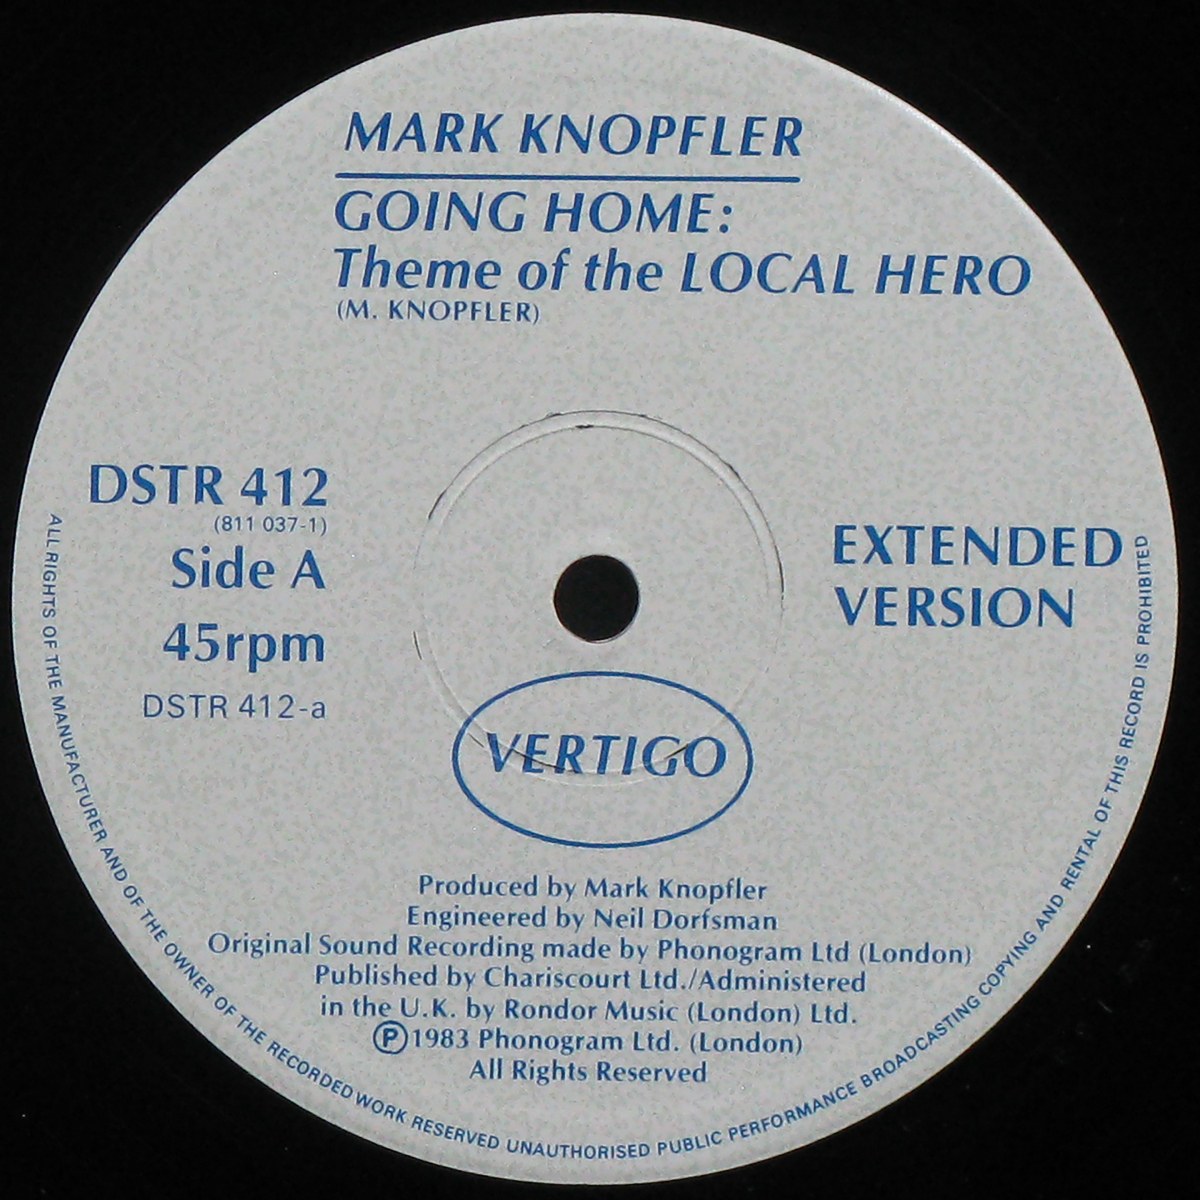 MARK KNOPFLER
GOING HOME:
Theme of the LOCAL HERO
(M. KNOPFLER)
DSTR 412
(811 037-1)
Side A
45rpm
DSTR 412-a
EXTENDED
VERSION
VERTIGO
Produced by Mark Knopfler
Engineered by Neil Dorfsman
Original Sound Recording made by Phonogram Ltd (London)
Published by Chariscourt Ltd./Administered
in the U.K. by Rondor Music (London) Ltd.
Ⓟ1983 Phonogram Ltd. (London)
All Rights Reserved
ALL RIGHTS OF THE MANUFACTURER AND OF THE OWNER OF THE RECORDED WORK RESERVED UNAUTHORISED PUBLIC PERFORMANCE BROADCASTING COPYING AND RENTAL OF THIS RECORD IS PROHIBITED